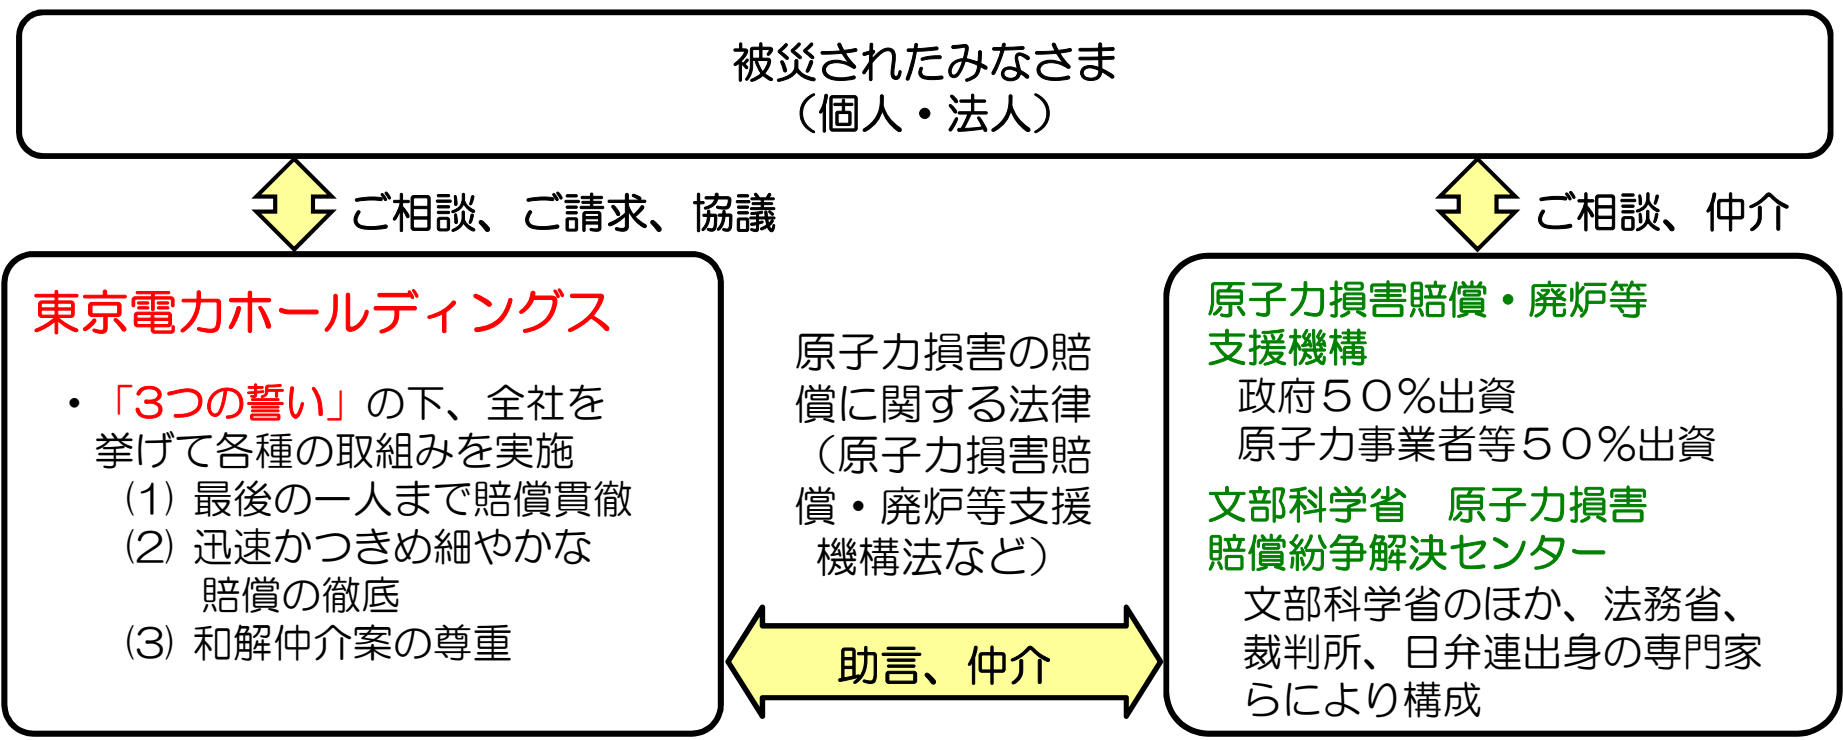 被災されたみなさま
（個人・法人）
ご相談、ご請求、協議
ご相談、仲介
東京電力ホールディングス
・「３つの誓い」の下、全社を
挙げて各種の取組みを実施
(1) 最後の一人まで賠償貫徹
(2) 迅速かつきめ細やかな
賠償の徹底
(3) 和解仲介案の尊重
原子力損害の賠
償に関する法律
（原子力損害賠
償・廃炉等支援
機構法など）
助言、仲介
原子力損害賠償・廃炉等
支援機構
政府５０％出資
原子力事業者等５０％出資
文部科学省　原子力損害
賠償紛争解決センター
文部科学省のほか、法務省、
裁判所、日弁連出身の専門家
らにより構成